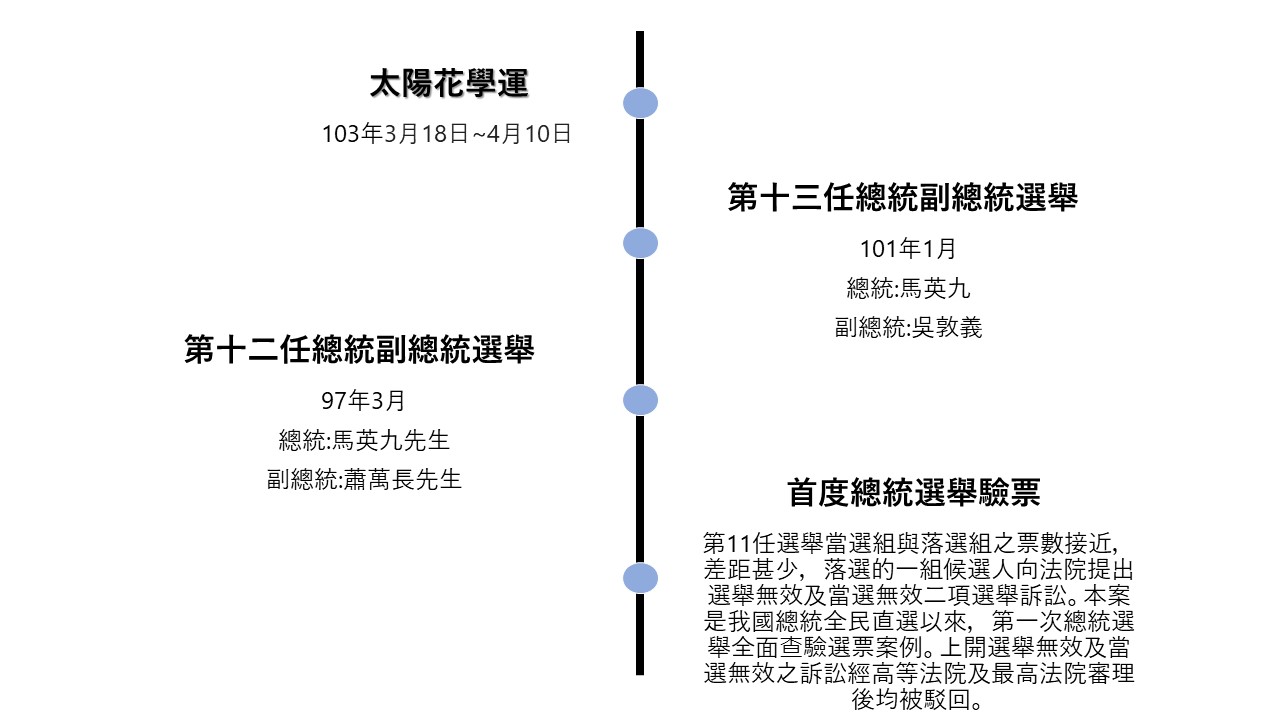 太陽花學運
103年3月18日~4月10日
第十三任總統副總統選舉
101年1月
總統:馬英九
副總統:吳敦義
第十二任總統副總統選舉
97年3月
總統:馬英九先生
副總統:蕭萬長先生
首度總統選舉驗票
第11任選舉當選組與落選組之票數接近，
差距甚少，落選的一組候選人向法院提出
選舉無效及當選無效二項選舉訴訟。本案
是我國總統全民直選以來，第一次總統選
舉全面查驗選票案例。上開選舉無效及當
選無效之訴訟經高等法院及最高法院審理
後均被駁回。